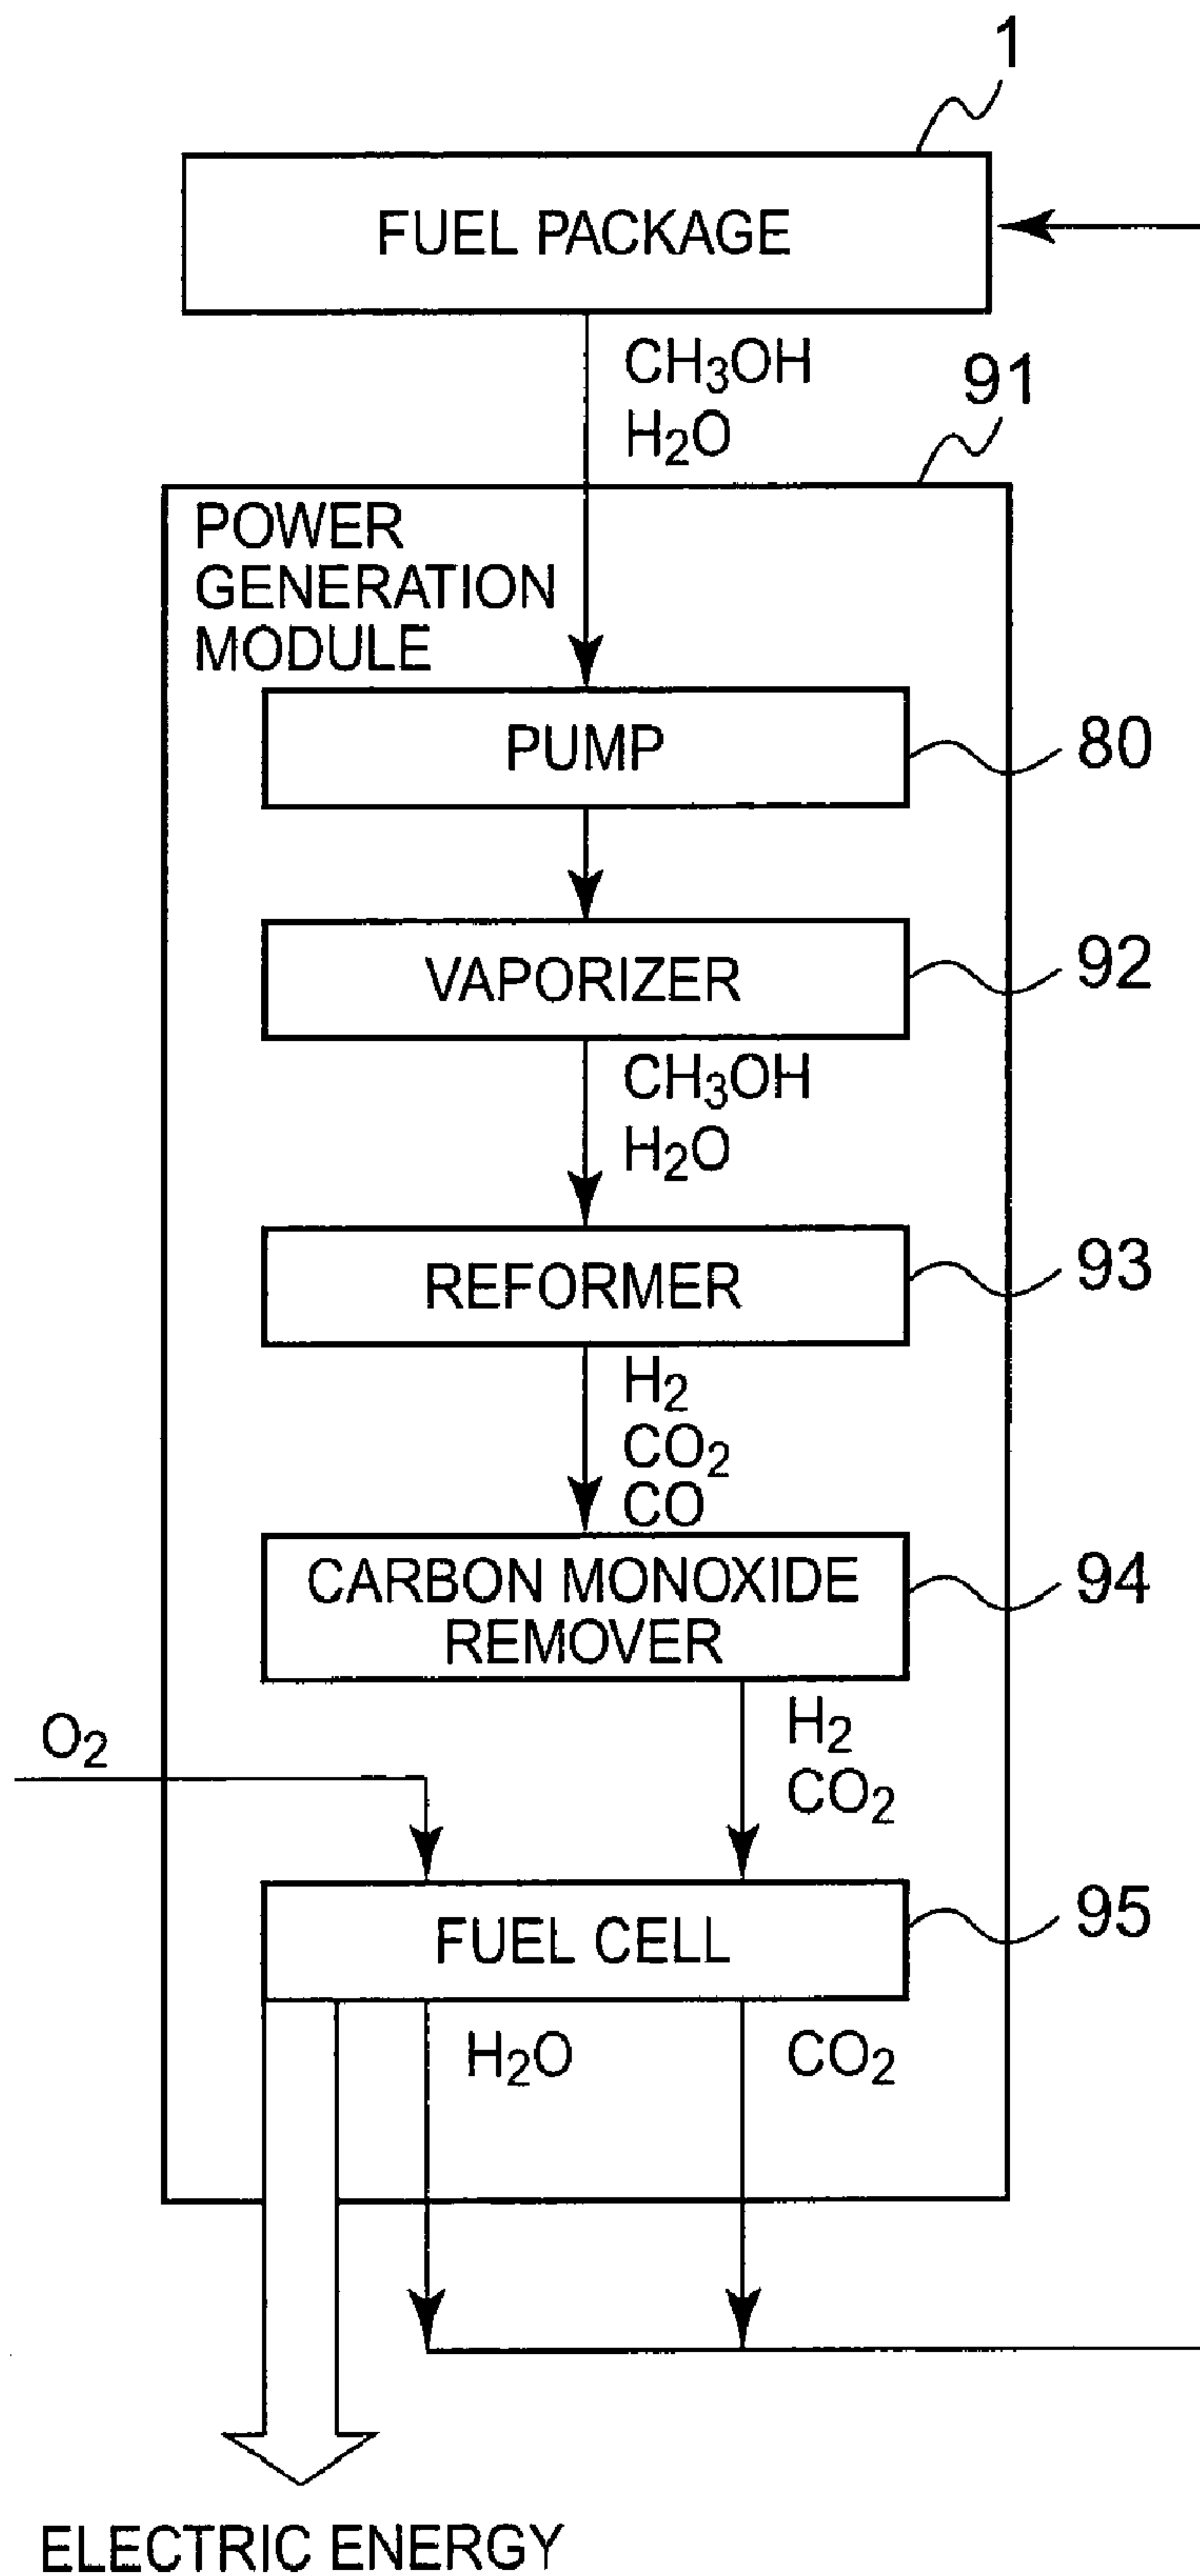 1
FUEL PACKAGE
CH₃OH
H₂O
91
POWER
GENERATION
MODULE
PUMP
80
VAPORIZER
92
CH₃OH
H₂O
REFORMER
93
H₂
CO₂
CO
CARBON MONOXIDE
REMOVER
94
O₂
H₂
CO₂
FUEL CELL
95
H₂O
CO₂
ELECTRIC ENERGY